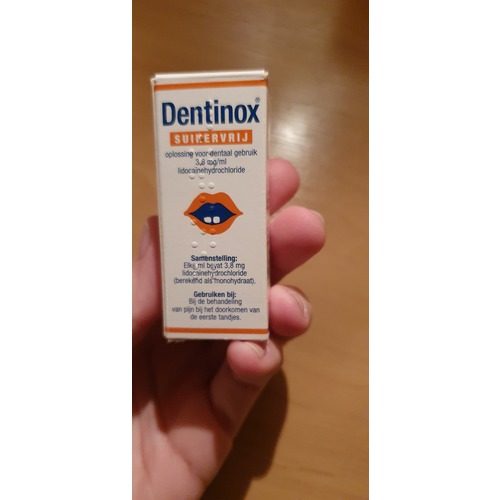 Dentinox®
SUIKERVRIJ
oplossing voor dentaal gebruik
3,8 mg/ml
lidocaïnehydrochloride
Samenstelling:
Elke ml bevat 3,8 mg
lidocaïnehydrochloride
(berekend als monohydraat).
Gebruiken bij:
Bij de behandeling
van pijn bij het doorkomen van
de eerste tandjes.